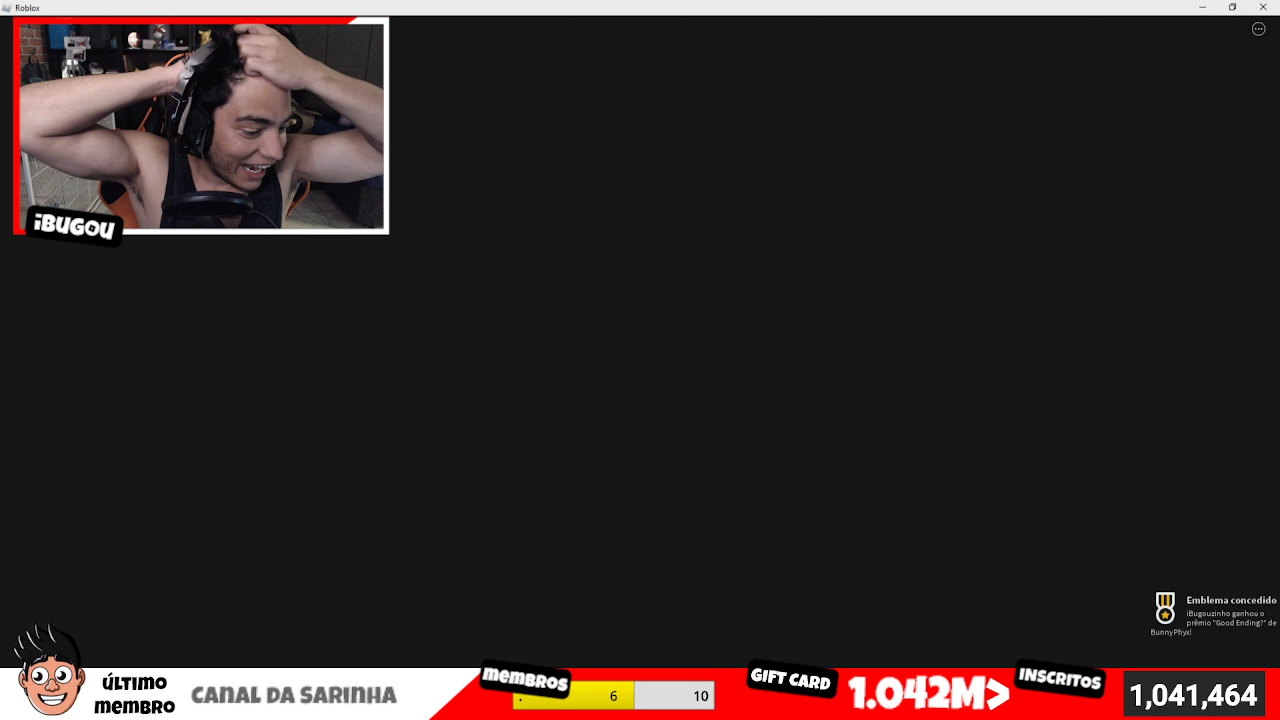 Roblox
iBUGOU
Emblema concedido
iBugouzinho ganhou o
prêmio "Good Ending?" de
BunnyPhyx!
ÚLTIMO
MEMBRO
CANAL DA SARINHA
MEMBROS
. 6 10
GIFT CARD
1.042M>
INSCRITOS
1,041,464